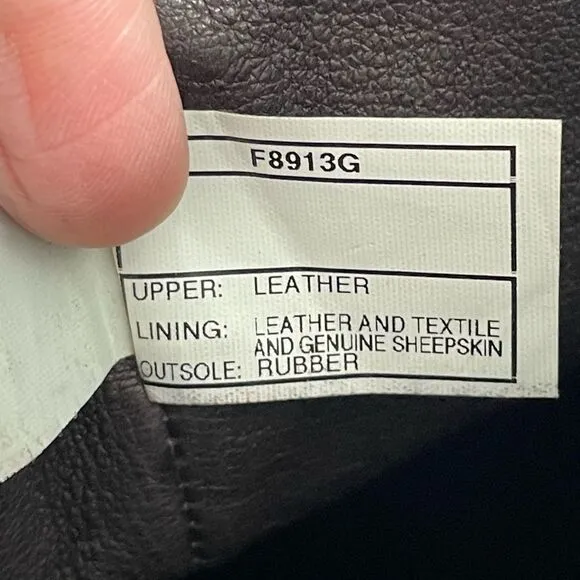 F8913G
UPPER: LEATHER
LINING: LEATHER AND TEXTILE
AND GENUINE SHEEPSKIN
OUTSOLE: RUBBER